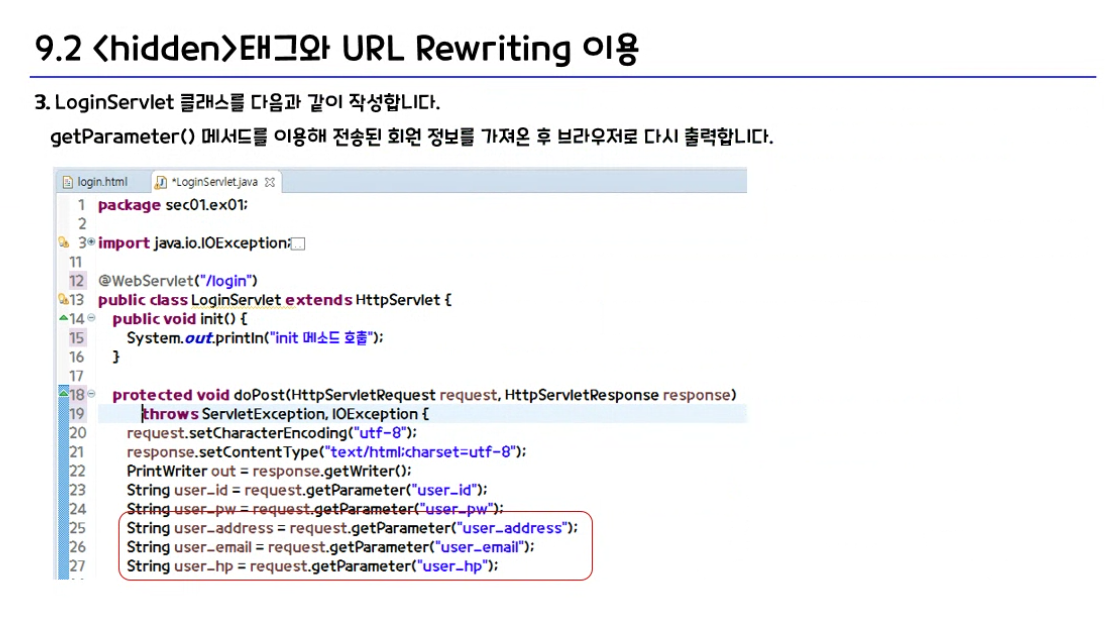 9.2 <hidden>태그와 URL Rewriting 이용
3. LoginServlet 클래스를 다음과 같이 작성합니다.
getParameter() 메서드를 이용해 전송된 회원 정보를 가져온 후 브라우저로 다시 출력합니다.
login.html *LoginServlet.java
1 package sec01.ex01;
2
3 import java.io.IOException;
11
12 @WebServlet("/login")
13 public class LoginServlet extends HttpServlet {
14 public void init() {
15 System.out.println("init 메소드 호출");
16 }
17
18 protected void doPost(HttpServletRequest request, HttpServletResponse response)
19 throws ServletException, IOException {
20 request.setCharacterEncoding("utf-8");
21 response.setContentType("text/html;charset=utf-8");
22 PrintWriter out = response.getWriter();
23 String user_id = request.getParameter("user_id");
24 String user_pw = request.getParameter("user_pw");
25 String user_address = request.getParameter("user_address");
26 String user_email = request.getParameter("user_email");
27 String user_hp = request.getParameter("user_hp");